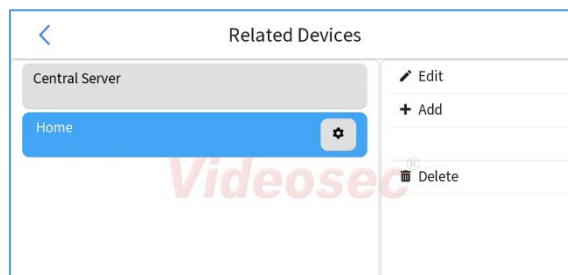 Related Devices
Central Server
Home
Edit
Add
Delete
Videosec®